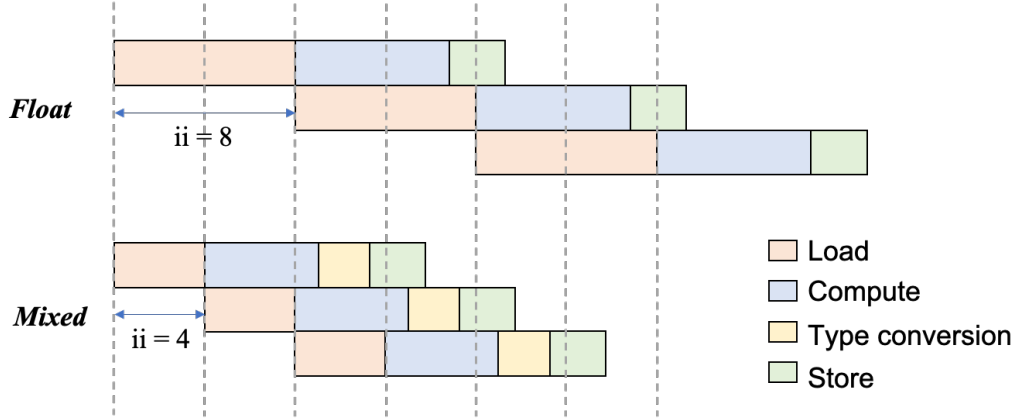 Float
ii = 8
Mixed
ii = 4
Load
Compute
Type conversion
Store